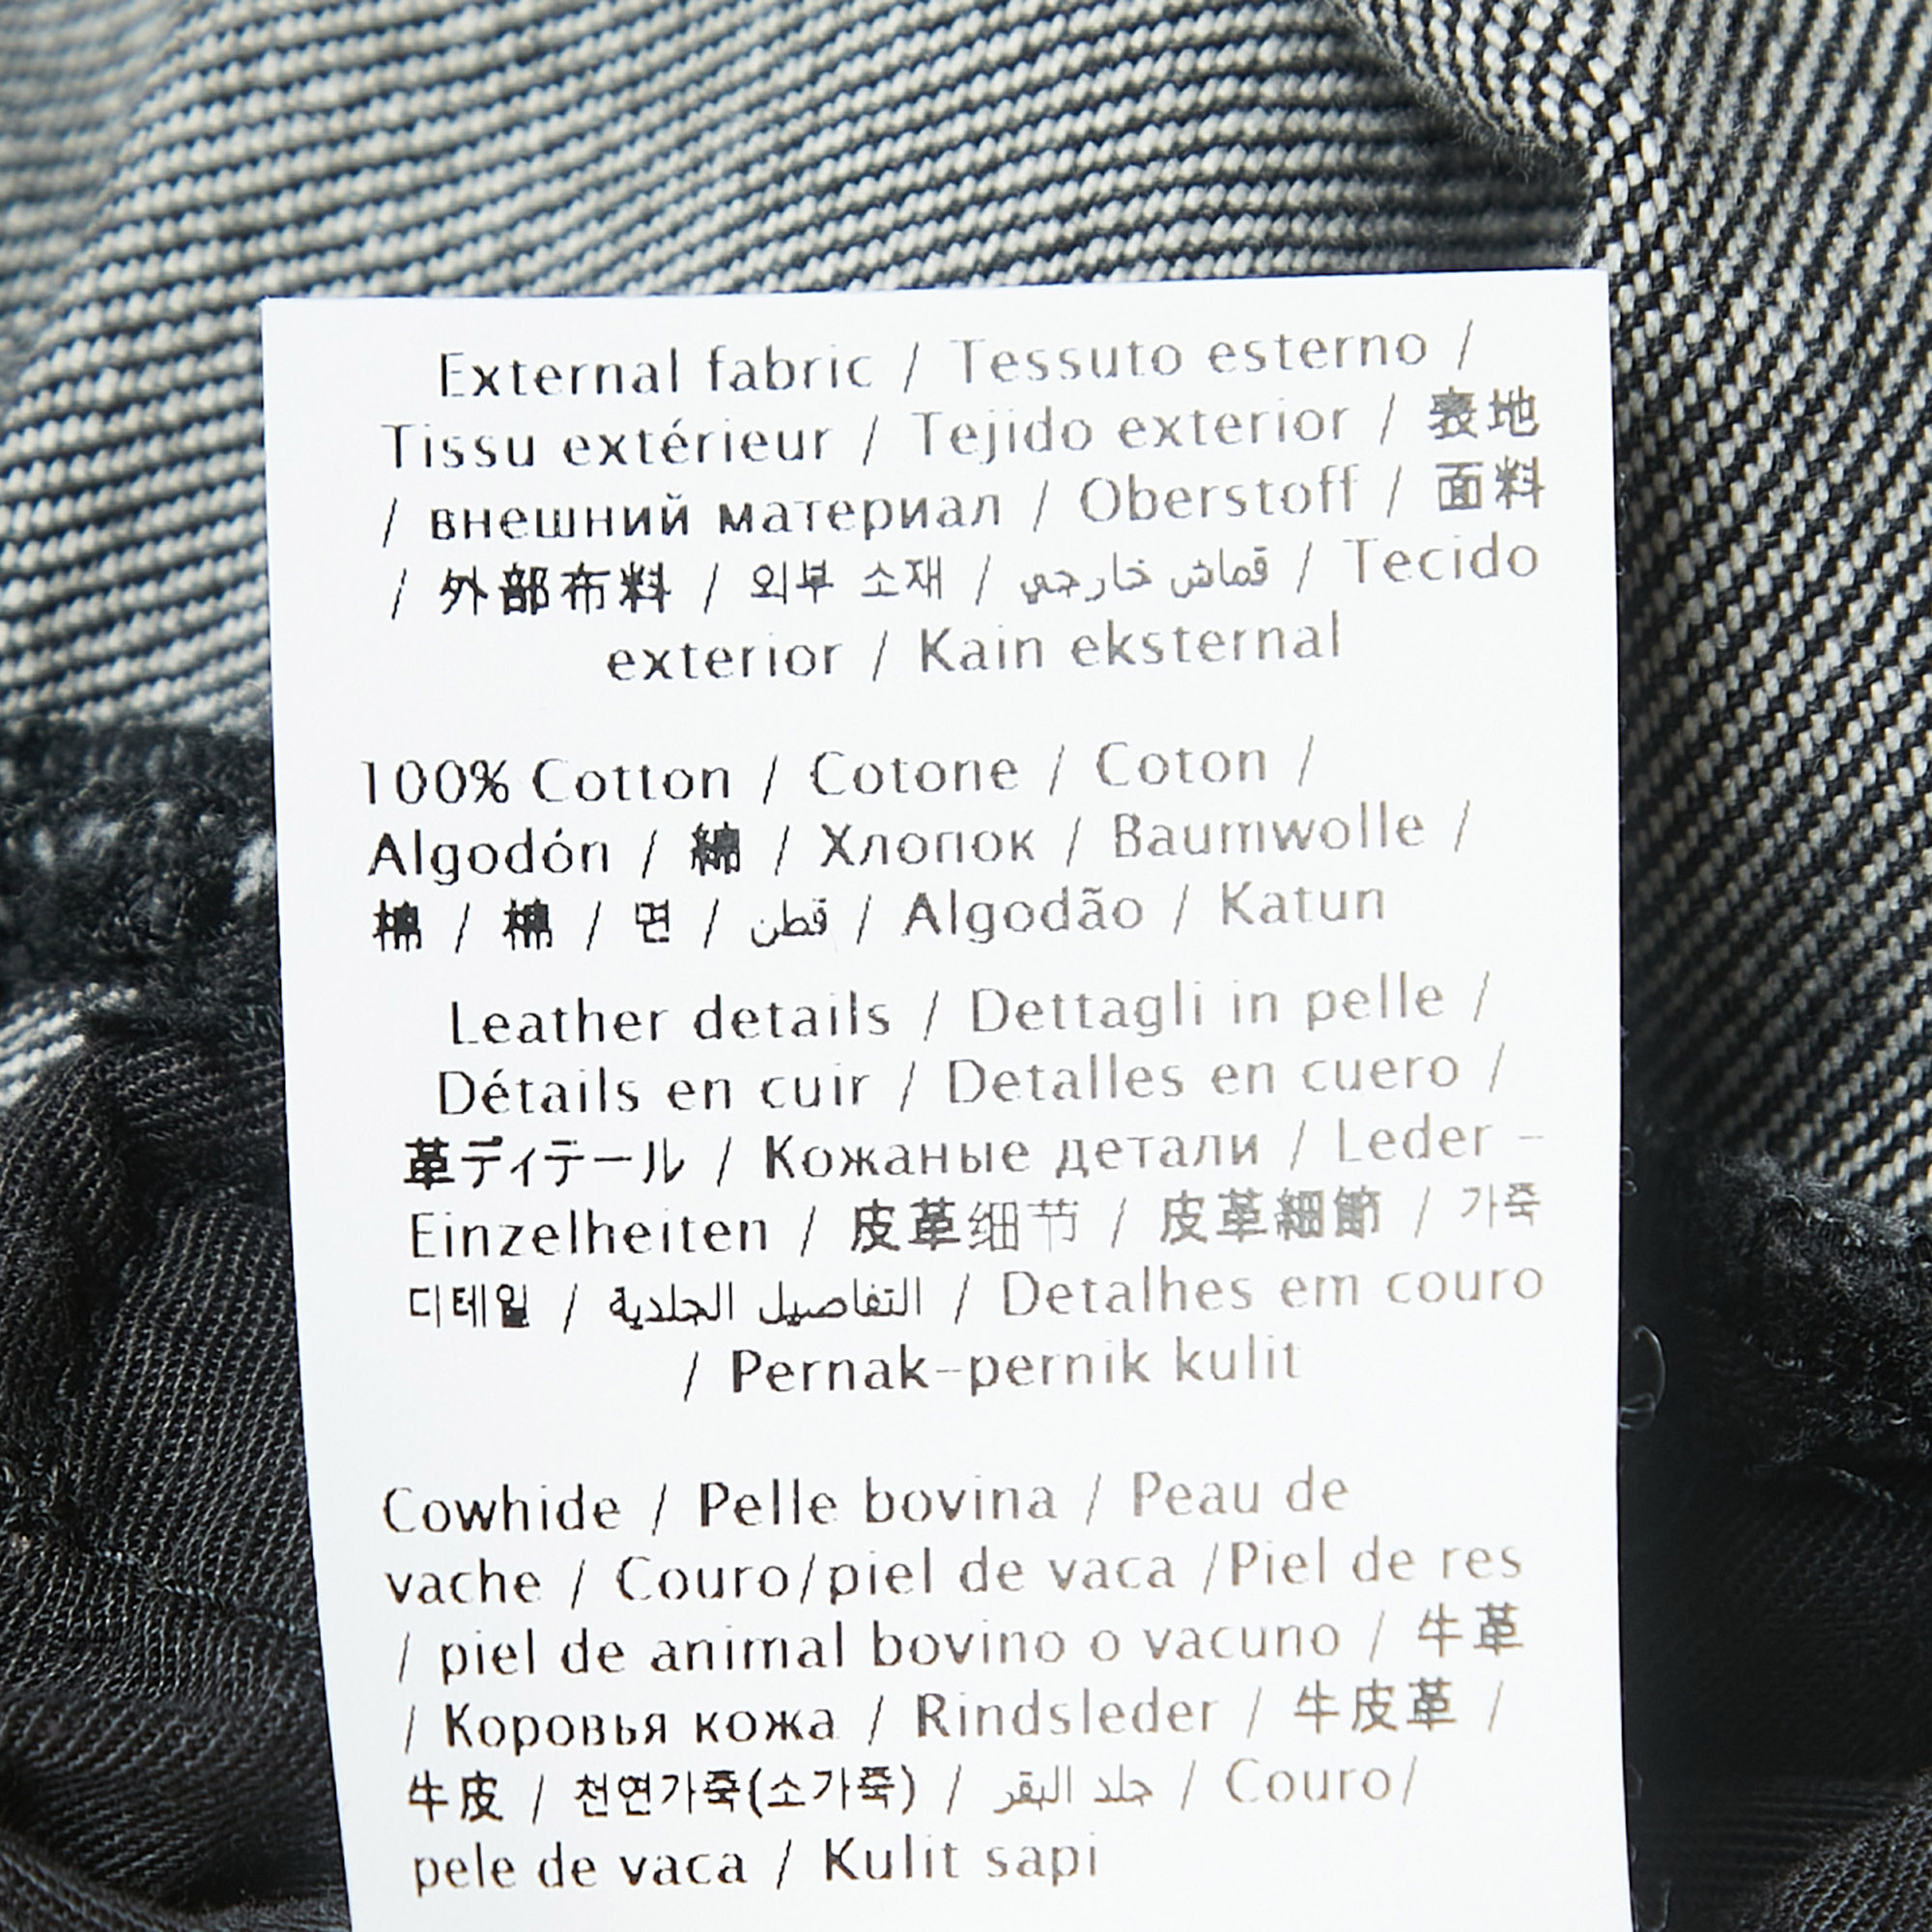 External fabric / Tessuto esterno /
Tissu extérieur / Tejido exterior / 表地
/ внешний материал / Oberstoff / 面料
/ 外部布料 / 외부 소재 / قماش خارجي / Tecido
exterior / Kain eksternal
100% Cotton / Cotone / Coton /
Algodón / 綿 / Хлопок / Baumwolle /
棉 / 棉 / 면 / قطن / Algodão / Katun
Leather details / Dettagli in pelle /
Détails en cuir / Detalles en cuero /
革ディテール / Кожаные детали / Leder -
Einzelheiten / 皮革细节 / 皮革細節 / 가죽
디테일 / التفاصيل الجلدية / Detalhes em couro
/ Pernak-pernik kulit
Cowhide / Pelle bovina / Peau de
vache / Couro/piel de vaca /Piel de res
/ piel de animal bovino o vacuno / 牛革
/ Коровья кожа / Rindsleder / 牛皮革 /
牛皮 / 천연가죽(소가죽) / جلد البقر / Couro/
pele de vaca / Kulit sapi